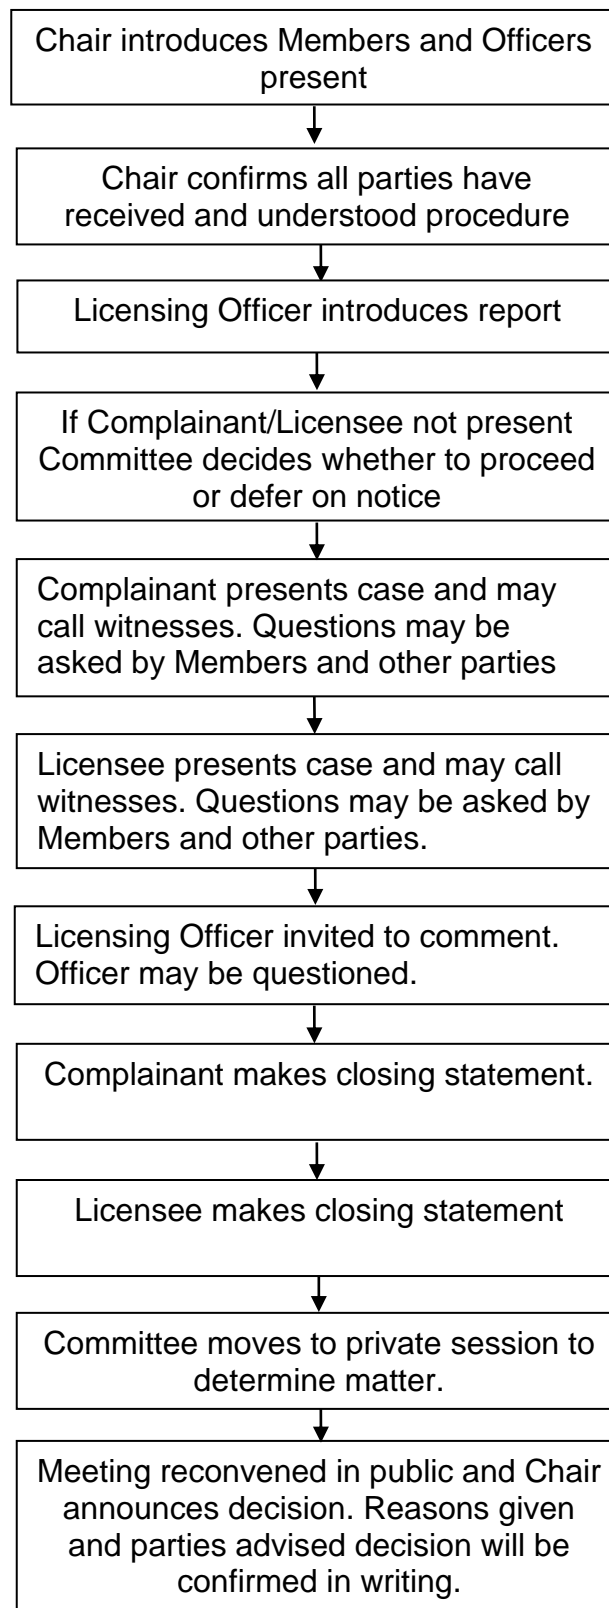 Chair introduces Members and Officers
present
Chair confirms all parties have
received and understood procedure
Licensing Officer introduces report
If Complainant/Licensee not present
Committee decides whether to proceed
or defer on notice
Complainant presents case and may
call witnesses. Questions may be
asked by Members and other parties
Licensee presents case and may call
witnesses. Questions may be asked by
Members and other parties.
Licensing Officer invited to comment.
Officer may be questioned.
Complainant makes closing statement.
Licensee makes closing statement
Committee moves to private session to
determine matter.
Meeting reconvened in public and Chair
announces decision. Reasons given
and parties advised decision will be
confirmed in writing.